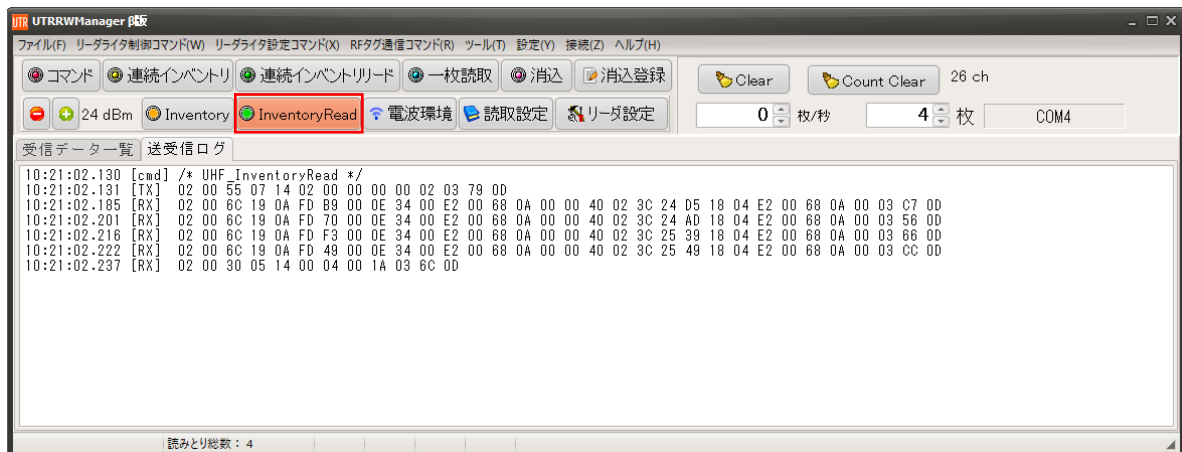 UTR UTRRWManager β版
ファイル(F) リーダライタ制御コマンド(W) リーダライタ設定コマンド(X) RFタグ通信コマンド(R) ツール(T) 設定(Y) 接続(Z) ヘルプ(H)
コマンド 連続インベントリ 連続インベントリリード 一枚読取 消込 消込登録 Clear Count Clear 26 ch
24 dBm Inventory InventoryRead 電波環境 読取設定 リーダ設定 0 枚/秒 4 枚 COM4
受信データ一覧 送受信ログ
10:21:02.130 [cmd] /* UHF_InventoryRead */
10:21:02.131 [TX] 02 00 55 07 14 02 00 00 00 00 02 03 79 0D
10:21:02.185 [RX] 02 00 6C 19 0A FD B9 00 0E 34 00 E2 00 68 0A 00 00 40 02 3C 24 D5 18 04 E2 00 68 0A 00 03 C7 0D
10:21:02.201 [RX] 02 00 6C 19 0A FD 70 00 0E 34 00 E2 00 68 0A 00 00 40 02 3C 24 AD 18 04 E2 00 68 0A 00 03 56 0D
10:21:02.216 [RX] 02 00 6C 19 0A FD F3 00 0E 34 00 E2 00 68 0A 00 00 40 02 3C 25 39 18 04 E2 00 68 0A 00 03 66 0D
10:21:02.222 [RX] 02 00 6C 19 0A FD 49 00 0E 34 00 E2 00 68 0A 00 00 40 02 3C 25 49 18 04 E2 00 68 0A 00 03 CC 0D
10:21:02.237 [RX] 02 00 30 05 14 00 04 00 1A 03 6C 0D
読みとり総数： 4